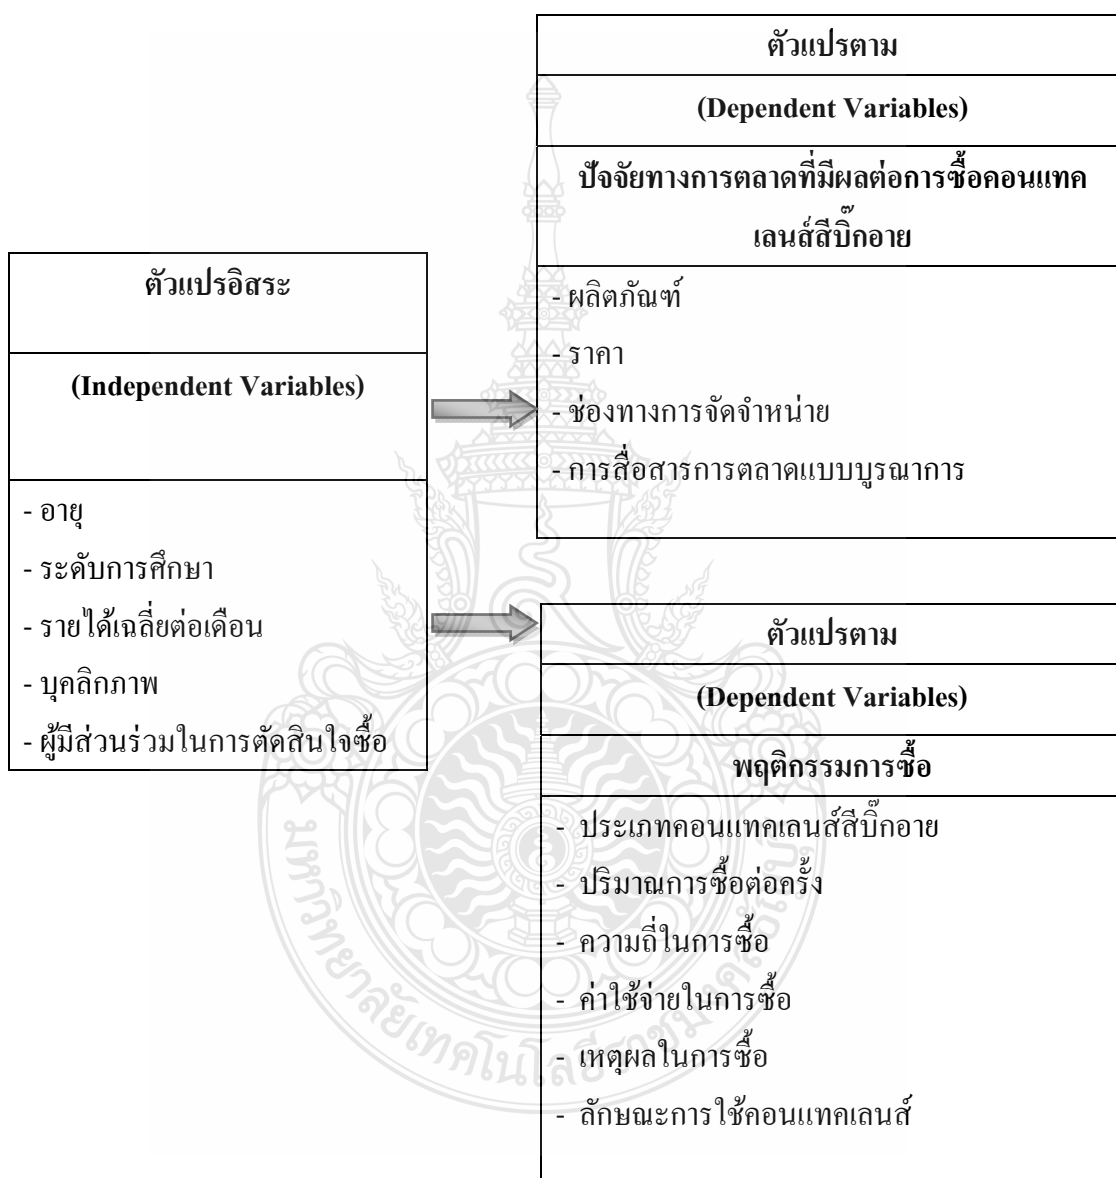 ตัวแปรอิสระ
(Independent Variables)
- อายุ
- ระดับการศึกษา
- รายได้เฉลี่ยต่อเดือน
- บุคลิกภาพ
- ผู้มีส่วนร่วมในการตัดสินใจซื้อ
ตัวแปรตาม
(Dependent Variables)
ปัจจัยทางการตลาดที่มีผลต่อการซื้อคอนแทค
เลนส์สีบิ๊กอาย
- ผลิตภัณฑ์
- ราคา
- ช่องทางการจัดจำหน่าย
- การสื่อสารการตลาดแบบบูรณาการ
ตัวแปรตาม
(Dependent Variables)
พฤติกรรมการซื้อ
- ประเภทคอนแทคเลนส์สีบิ๊กอาย
- ปริมาณการซื้อต่อครั้ง
- ความถี่ในการซื้อ
- ค่าใช้จ่ายในการซื้อ
- เหตุผลในการซื้อ
- ลักษณะการใช้คอนแทคเลนส์